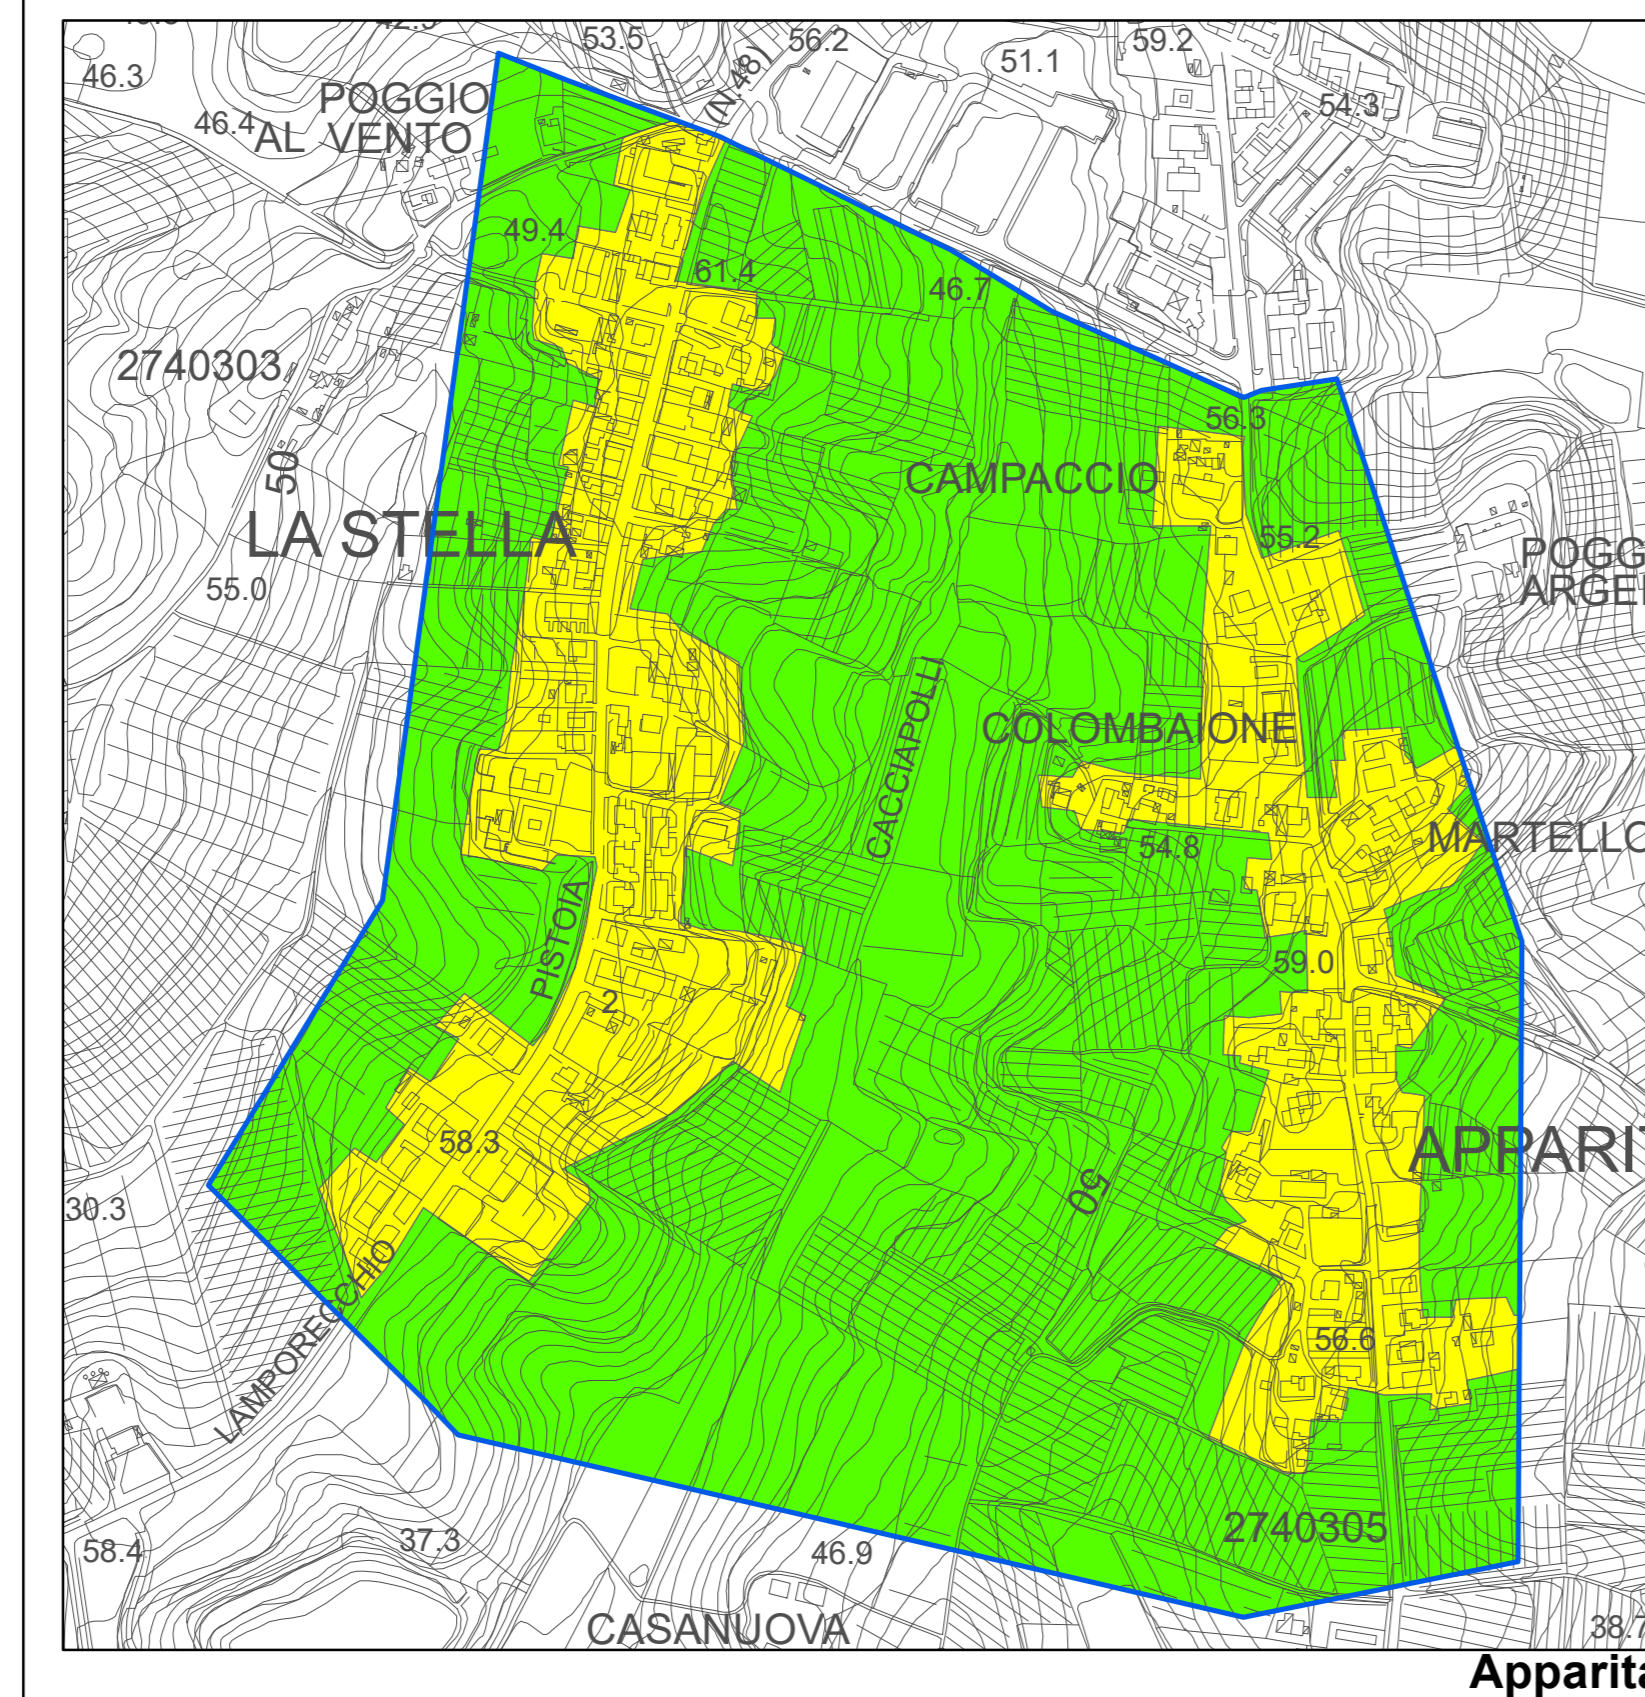 53.5
56.2
59.2
51.1
46.3
(N.48)
POGGIO
AL VENTO
46.4
54.3
49.4
61.4
46.7
2740303
56.3
50
CAMPACCIO
LA STELLA
55.2
POGG
ARGE
55.0
CACCIAPOLLI
COLOMBAIONE
54.8
MARTELLO
PISTOIA
59.0
2
58.3
APPARI
50
30.3
LAMPORECCHIO
56.6
2740305
58.4
37.3
46.9
CASANUOVA
38.7
Apparita